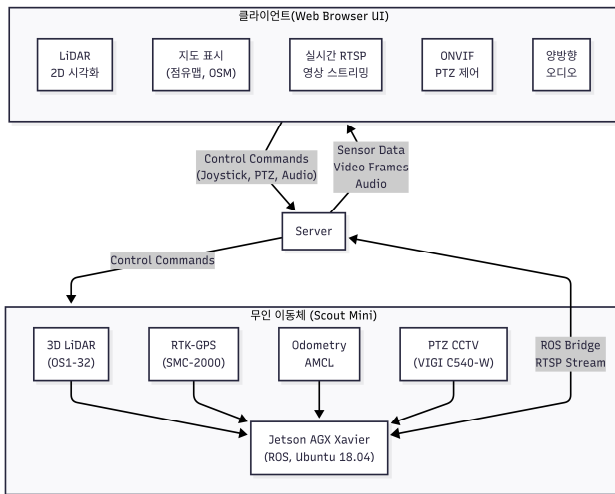 클라이언트(Web Browser UI)
LiDAR
2D 시각화
지도 표시
(점유맵, OSM)
실시간 RTSP
영상 스트리밍
ONVIF
PTZ 제어
양방향
오디오
Control Commands
(Joystick, PTZ, Audio)
Sensor Data
Video Frames
Audio
Server
Control Commands
무인 이동체 (Scout Mini)
3D LiDAR
(OS1-32)
RTK-GPS
(SMC-2000)
Odometry
AMCL
PTZ CCTV
(VIGI C540-W)
ROS Bridge
RTSP Stream
Jetson AGX Xavier
(ROS, Ubuntu 18.04)